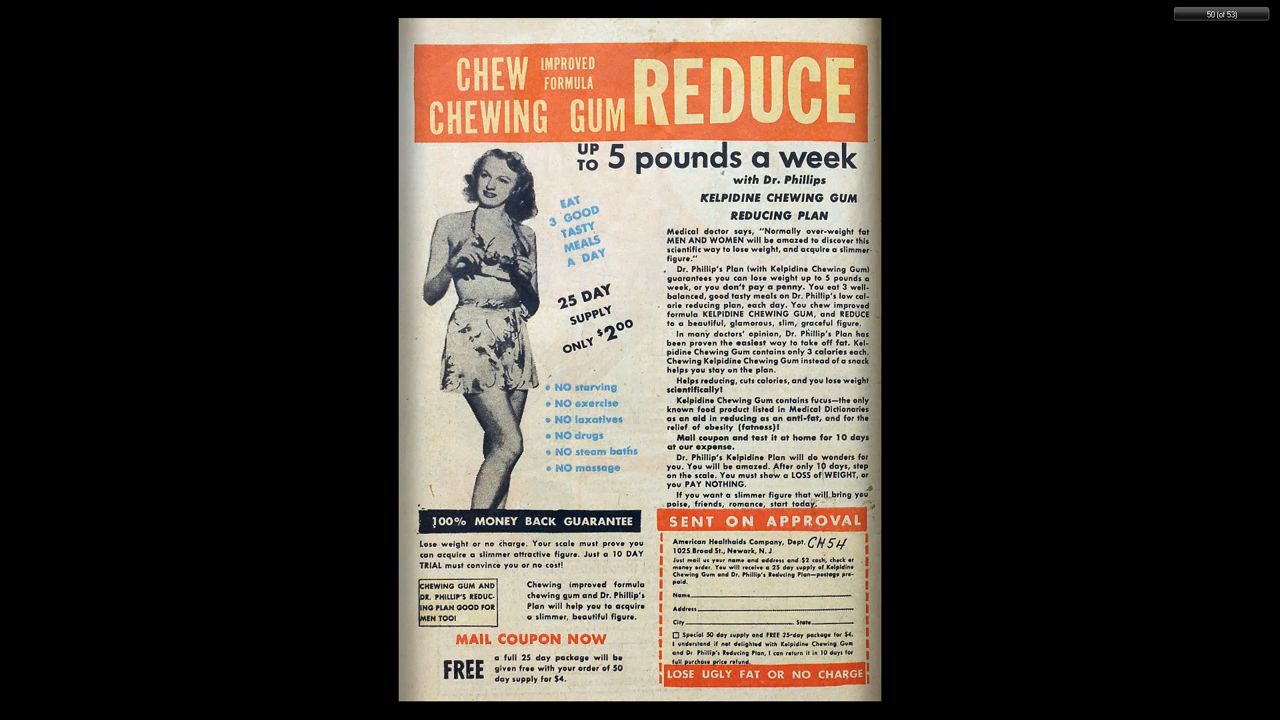 50 (of 53)
CHEW IMPROVED FORMULA CHEWING GUM REDUCE
UP TO 5 pounds a week
with Dr. Phillips
KELPIDINE CHEWING GUM
REDUCING PLAN
EAT
3 GOOD
TASTY
MEALS
A DAY
25 DAY
SUPPLY
ONLY $2.00
• NO starving
• NO exercise
• NO laxatives
• NO drugs
• NO steam baths
• NO massage
Medical doctor says, "Normally over-weight fat
MEN AND WOMEN will be amazed to discover this
scientific way to lose weight, and acquire a slimmer
figure."
Dr. Phillip's Plan (with Kelpidine Chewing Gum)
guarantees you can lose weight up to 5 pounds a
week, or you don't pay a penny. You eat 3 well-
balanced, good tasty meals on Dr. Phillip's low cal-
orie reducing plan, each day. You chew improved
formula KELPIDINE CHEWING GUM, and REDUCE
to a beautiful, glamorous, slim, graceful figure.
In many doctors' opinion, Dr. Phillip's Plan has
been proven the easiest way to take off fat. Kel-
pidine Chewing Gum contains only 3 calories each.
Chewing Kelpidine Chewing Gum instead of a snack
helps you stay on the plan.
Helps reducing, cuts calories, and you lose weight
scientifically!
Kelpidine Chewing Gum contains fucus—the only
known food product listed in Medical Dictionaries
as an aid in reducing as an anti-fat, and for the
relief of obesity (fatness)!
Mail coupon and test it at home for 10 days
at our expense.
Dr. Phillip's Kelpidine Plan will do wonders for
you. You will be amazed. After only 10 days, step
on the scale. You must show a LOSS of WEIGHT, or
you PAY NOTHING.
If you want a slimmer figure that will bring you
poise, friends, romance, start today.
100% MONEY BACK GUARANTEE
Lose weight or no charge. Your scale must prove you
can acquire a slimmer attractive figure. Just a 10 DAY
TRIAL must convince you or no cost!
CHEWING GUM AND
DR. PHILLIP'S REDUC-
ING PLAN GOOD FOR
MEN TOO!
Chewing improved formula
chewing gum and Dr. Phillip's
Plan will help you to acquire
a slimmer, beautiful figure.
MAIL COUPON NOW
FREE a full 25 day package will be
given free with your order of 50
day supply for $4.
SENT ON APPROVAL
American Healthaids Company, Dept. CH54
1025 Broad St., Newark, N. J.
Just mail us your name and address and $2 cash, check or
money order. You will receive a 25 day supply of Kelpidine
Chewing Gum and Dr. Phillip's Reducing Plan—postage pre-
paid.
Name
Address
City State
Special 50 day supply and FREE 25-day package for $4.
I understand if not delighted with Kelpidine Chewing Gum
and Dr. Phillip's Reducing Plan, I can return it in 10 days for
full purchase price refund.
LOSE UGLY FAT OR NO CHARGE